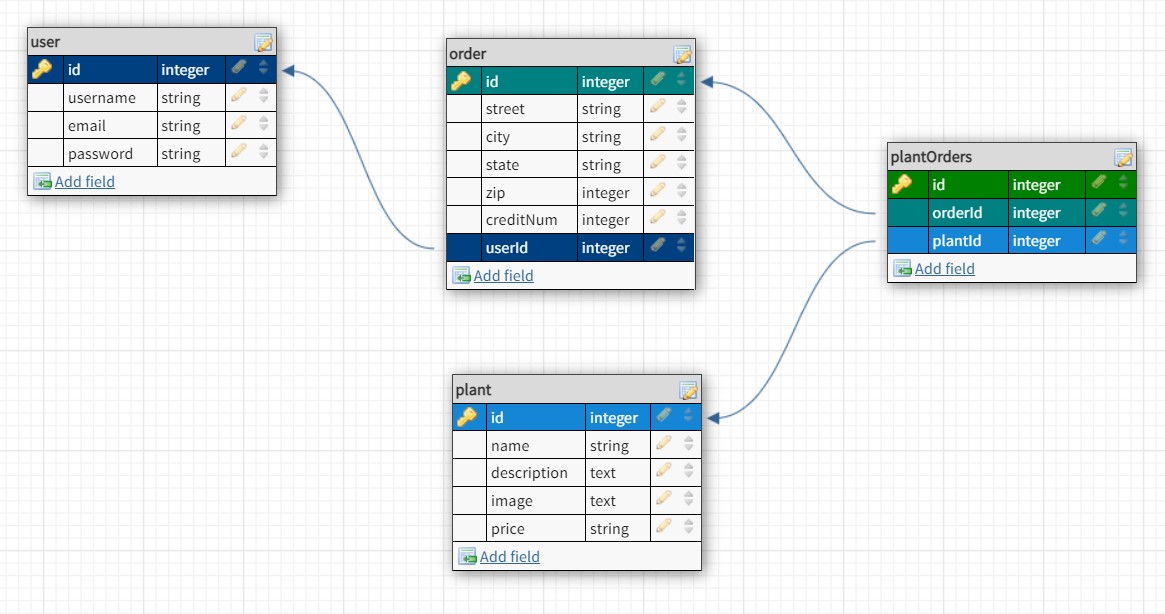 user
id integer
username string
email string
password string
Add field
order
id integer
street string
city string
state string
zip integer
creditNum integer
userId integer
Add field
plantOrders
id integer
orderId integer
plantId integer
Add field
plant
id integer
name string
description text
image text
price string
Add field